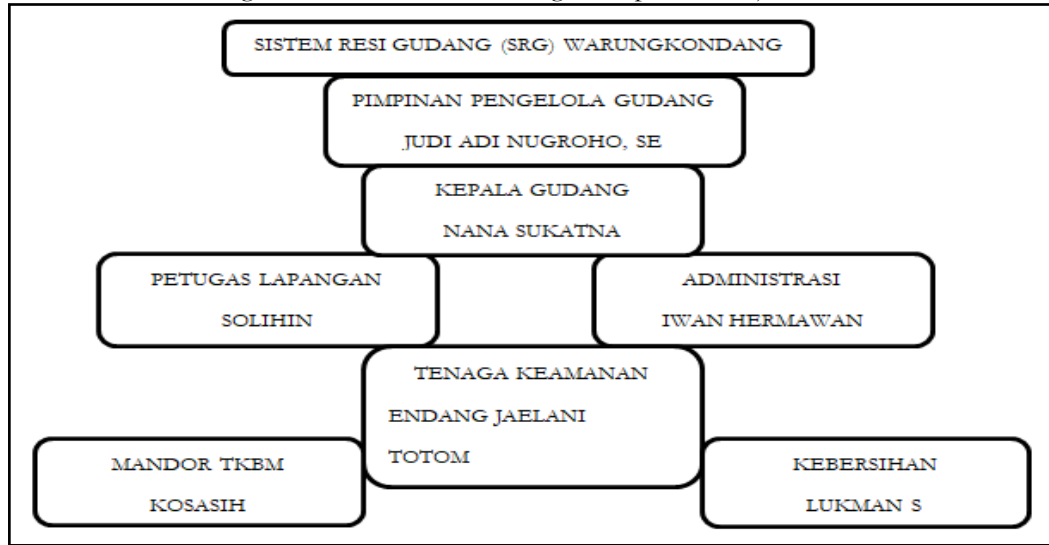 SISTEM RESI GUDANG (SRG) WARUNGKONDANG
PIMPINAN PENGELOLA GUDANG
JUDI ADI NUGROHO, SE
KEPALA GUDANG
NANA SUKATNA
PETUGAS LAPANGAN
SOLIHIN
ADMINISTRASI
IWAN HERMAWAN
TENAGA KEAMANAN
ENDANG JAELANI
TOTOM
MANDOR TKBM
KOSASIH
KEBERSIHAN
LUKMAN S